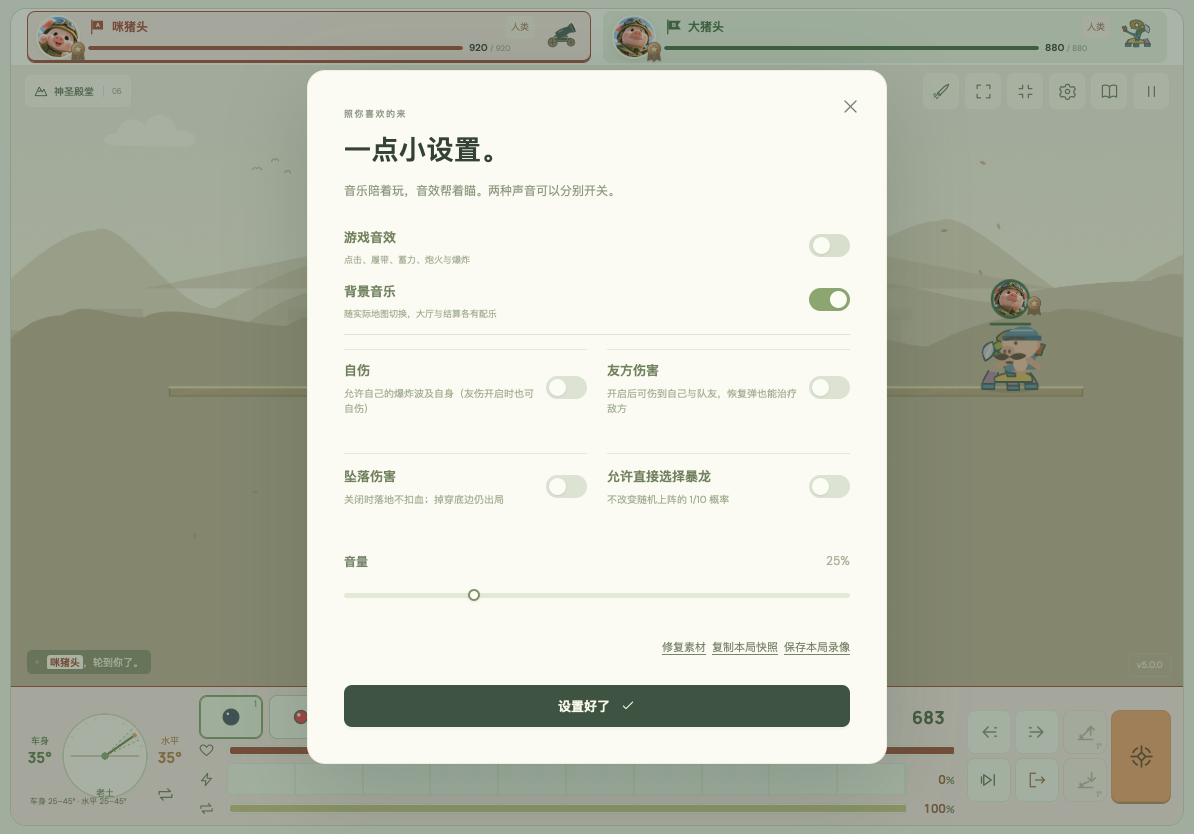 咪猪头
人类
920 / 920
大猪头
人类
880 / 880
神圣殿堂 06
照你喜欢的来
一点小设置。
音乐陪着玩，音效帮着瞄。两种声音可以分别开关。
游戏音效
点击、履带、蓄力、炮火与爆炸
背景音乐
随实际地图切换，大厅与结算各有配乐
自伤
允许自己的爆炸波及自身（友伤开启时也可
自伤）
友方伤害
开启后可伤到自己与队友，恢复弹也能治疗
敌方
坠落伤害
关闭时落地不扣血；掉穿底边仍出局
允许直接选择暴龙
不改变随机上阵的 1/10 概率
音量
25%
修复素材 复制本局快照 保存本局录像
设置好了
咪猪头，轮到你了。
v5.0.0
车身
35°
水平
35°
老土
车身 25–45° · 水平 25–45°
1
683
0%
100%
1°
1°